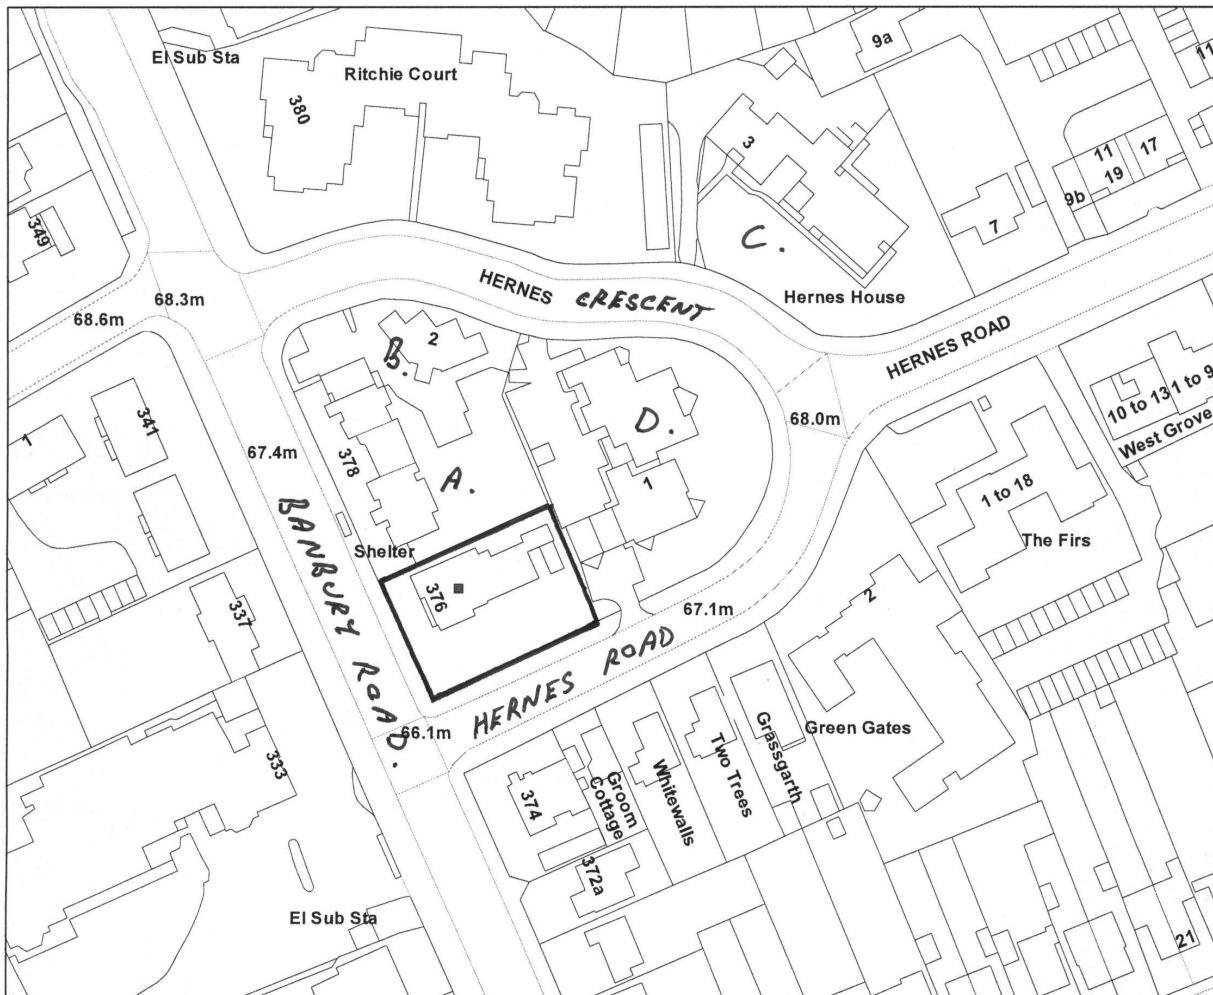 El Sub Sta
Ritchie Court
380
9a
11
3
11
19
17
9b
7
349
C.
68.3m
68.6m
HERNES CRESCENT
Hernes House
HERNES ROAD
2
B.
10 to 13
1 to 9
West Grove
68.0m
D.
1
341
67.4m
378
A.
1
1 to 18
The Firs
Shelter
BANBURY ROAD.
376
337
67.1m
2
HERNES ROAD
66.1m
333
374
Groom
Cottage
Whitewalls
Two Trees
Grassgarth
Green Gates
372a
El Sub Sta
21